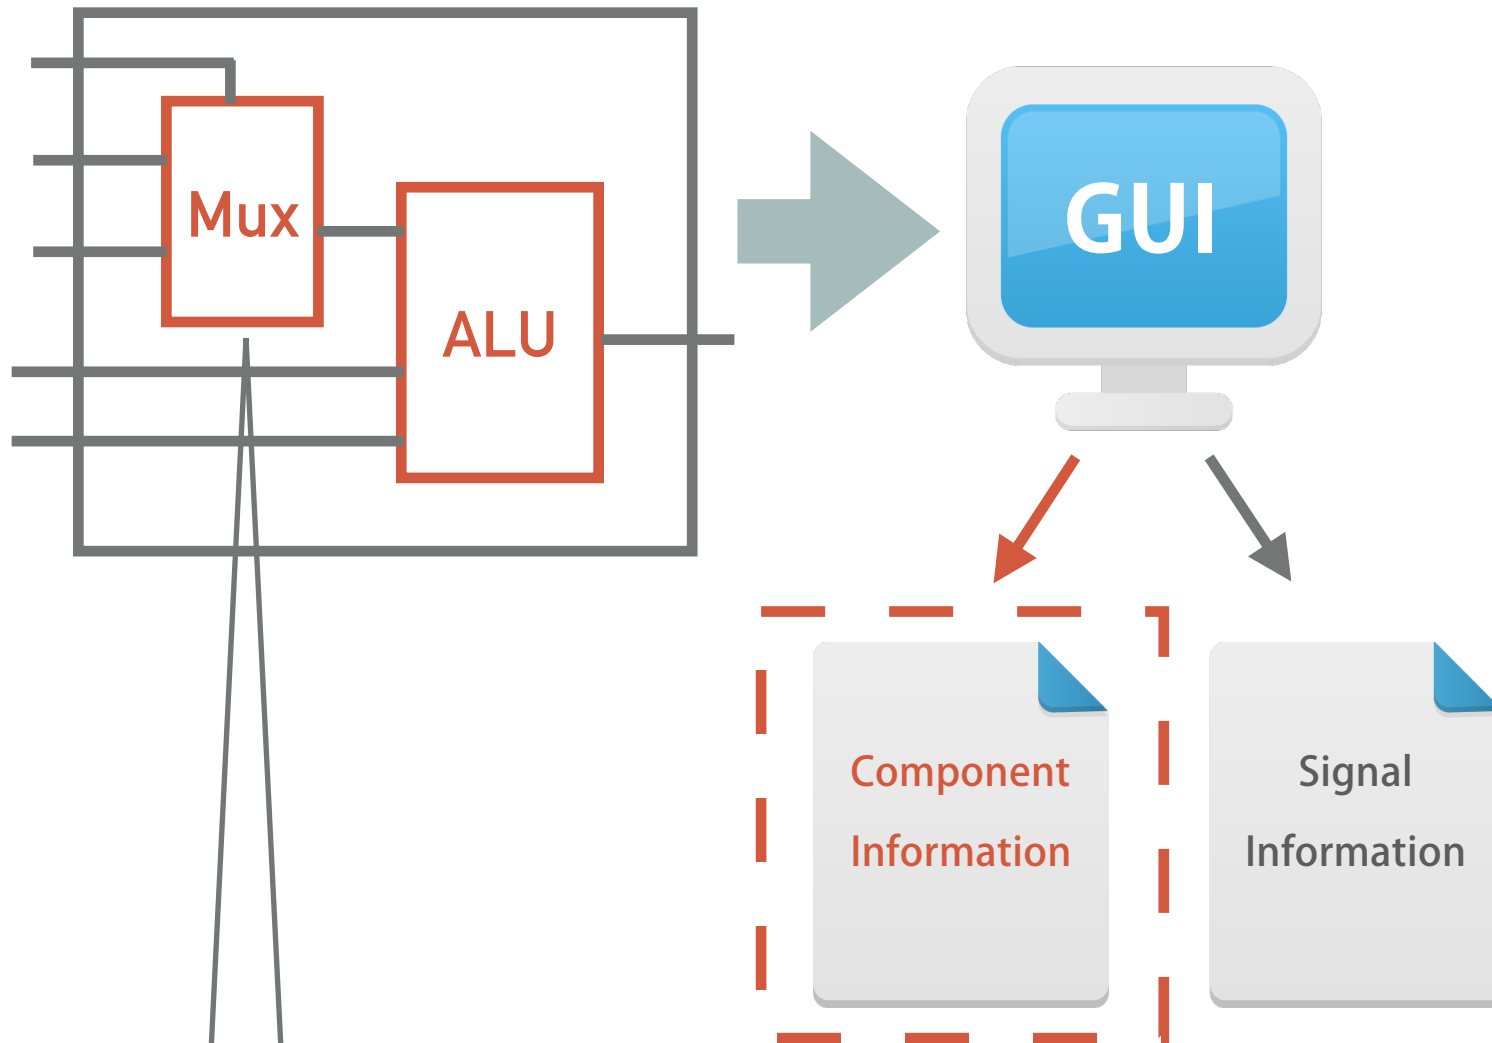 Mux
ALU
GUI
Component
Information
Signal
Information